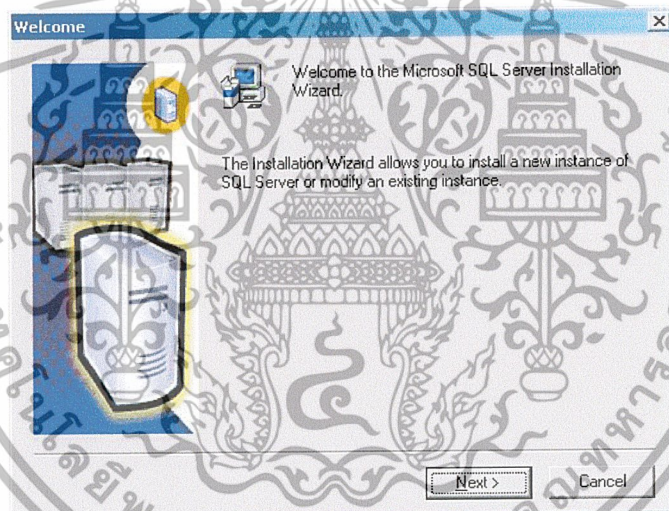 Welcome
Welcome to the Microsoft SQL Server Installation
Wizard.
The Installation Wizard allows you to install a new instance of
SQL Server or modify an existing instance.
Next >
Cancel